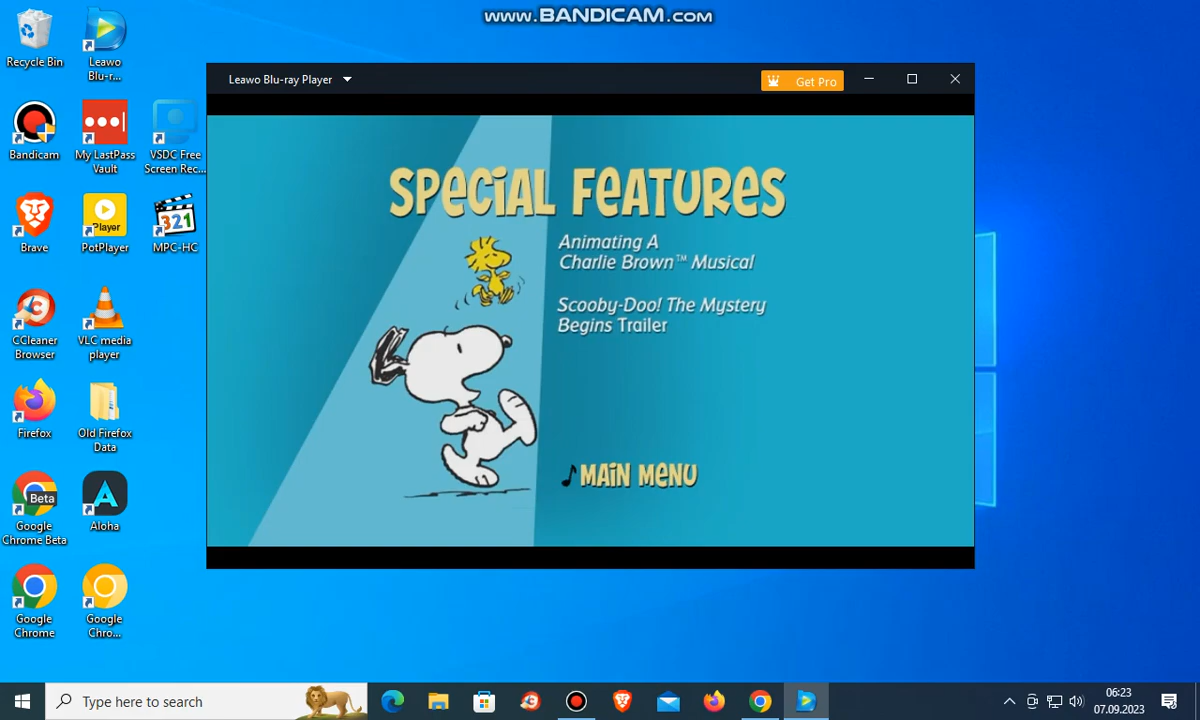 www.BANDICAM.com
Recycle Bin
Leawo
Blu-r...
Bandicam
My LastPass
Vault
VSDC Free
Screen Rec...
Brave
Player
PotPlayer
321
MPC-HC
CCleaner
Browser
VLC media
player
Firefox
Old Firefox
Data
Beta
Google
Chrome Beta
Aloha
Google
Chrome
Google
Chro...
Leawo Blu-ray Player
Get Pro
Special Features
Animating A
Charlie Brown™ Musical
Scooby-Doo! The Mystery
Begins Trailer
Main Menu
Type here to search
06:23
07.09.2023